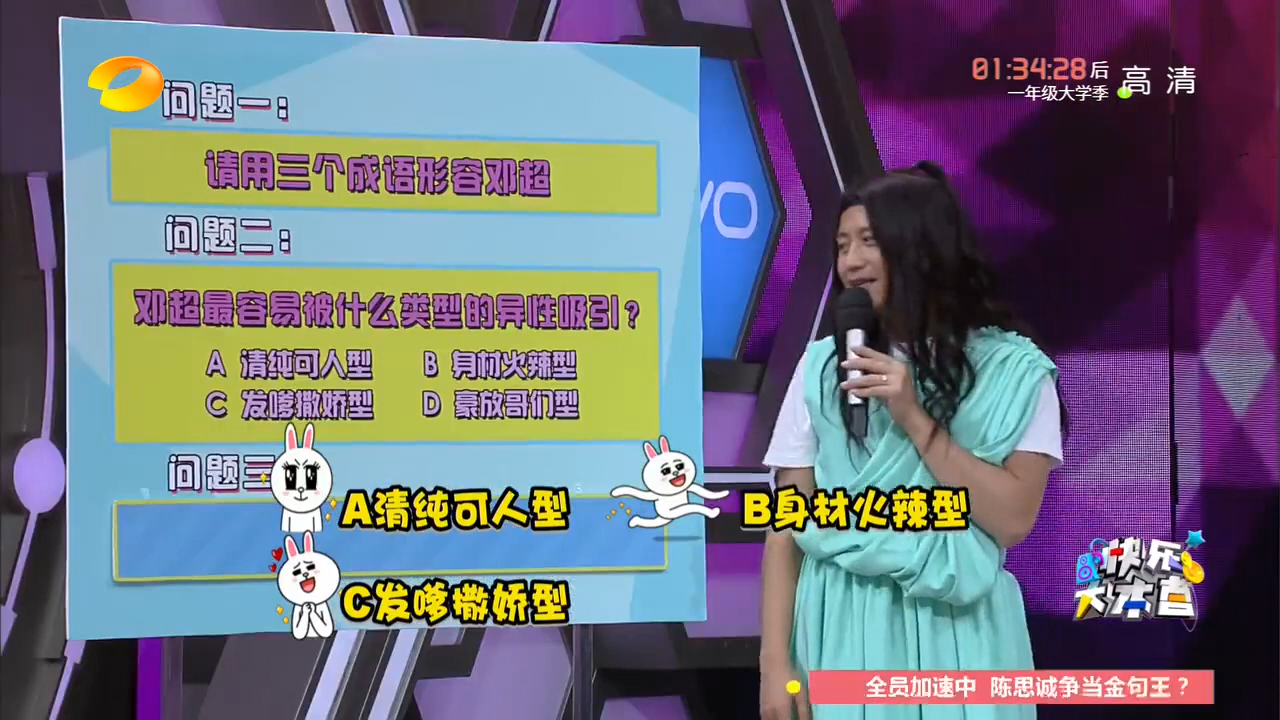 问题一：
01:34:28后
一年级大学季
高清
请用三个成语形容邓超
问题二：
VO
邓超最容易被什么类型的异性吸引？
A 清纯可人型 B 身材火辣型
C 发嗲撒娇型 D 豪放哥们型
问题三
A清纯可人型
B身材火辣型
C发嗲撒娇型
快乐
大本营
全员加速中 陈思诚争当金句王？